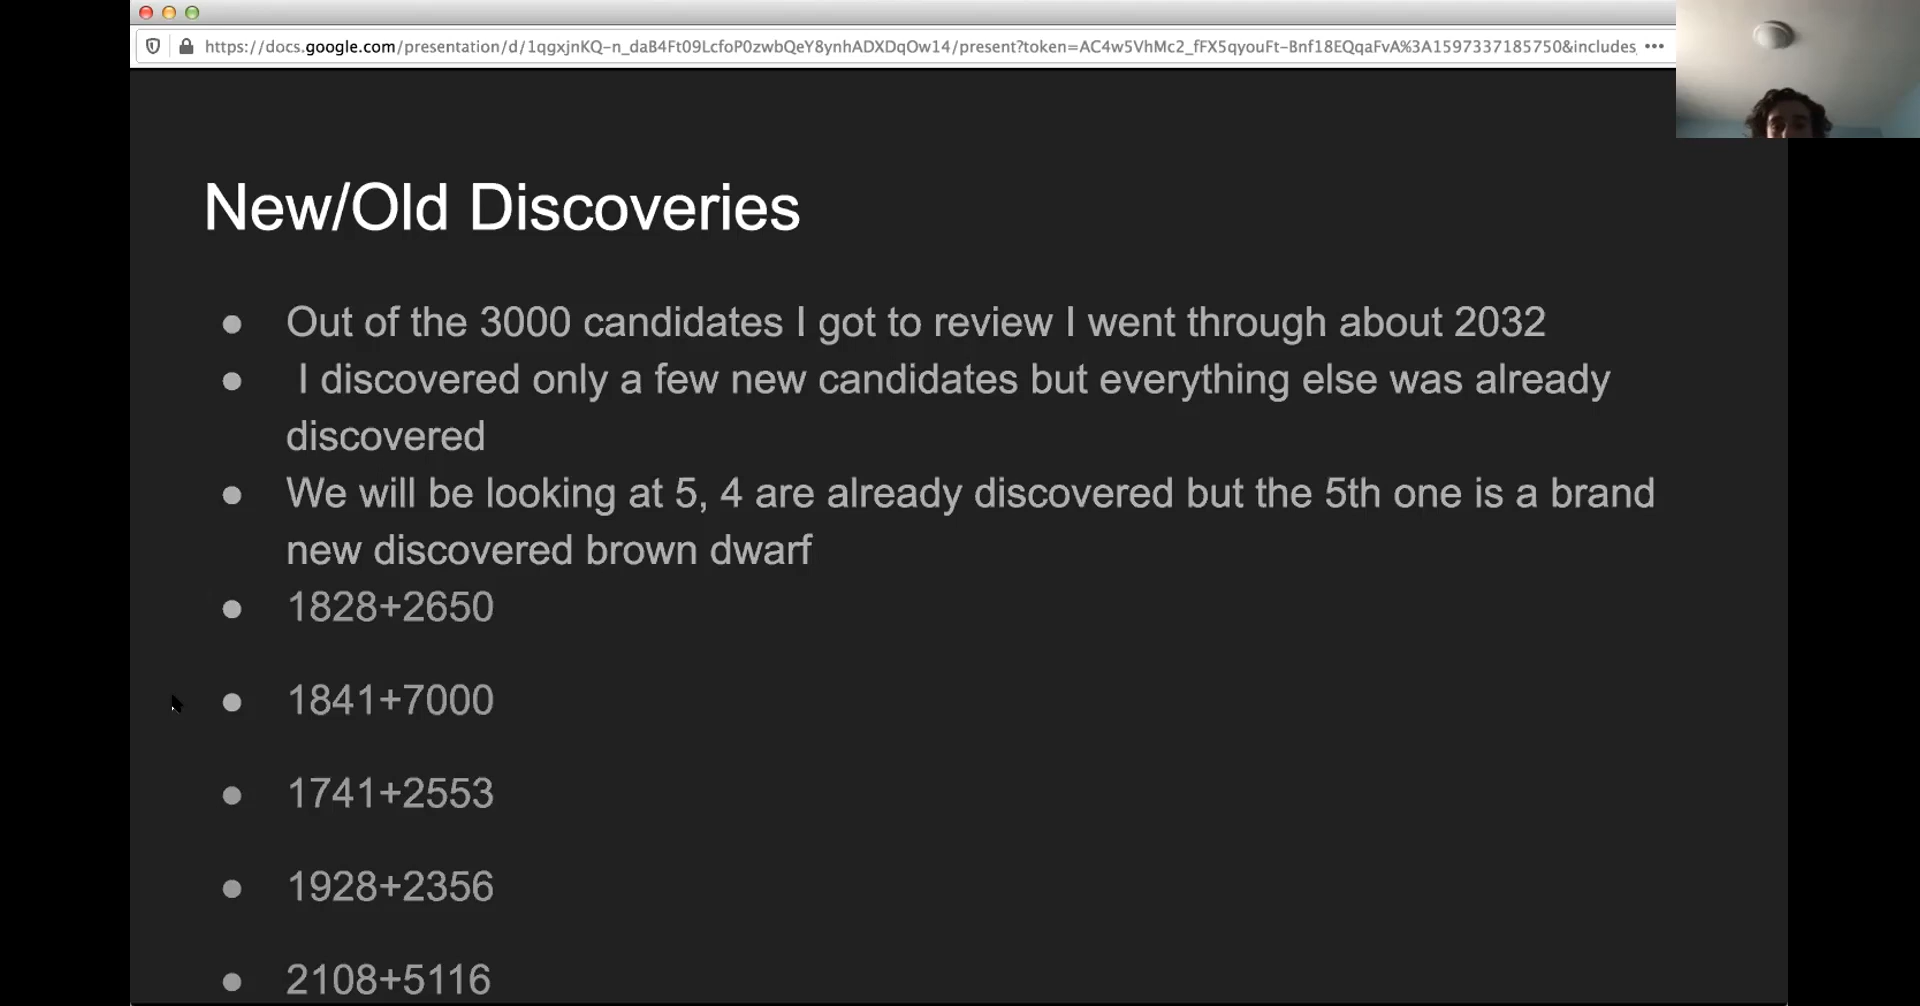 https://docs.google.com/presentation/d/1qgxjnKQ-n_daB4Ft09LcfoP0zwbQeY8ynhADXDqOw14/present?token=AC4w5VhMc2_fFX5qyouFt-Bnf18EQqaFvA%3A1597337185750&includes
New/Old Discoveries
● Out of the 3000 candidates I got to review I went through about 2032
● I discovered only a few new candidates but everything else was already
discovered
● We will be looking at 5, 4 are already discovered but the 5th one is a brand
new discovered brown dwarf
● 1828+2650
● 1841+7000
● 1741+2553
● 1928+2356
● 2108+5116